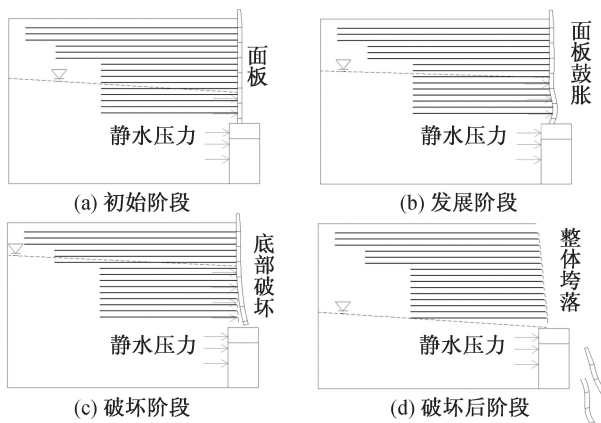 面板
静水压力
(a) 初始阶段
面板鼓胀
静水压力
(b) 发展阶段
底部破坏
静水压力
(c) 破坏阶段
整体垮落
静水压力
(d) 破坏后阶段